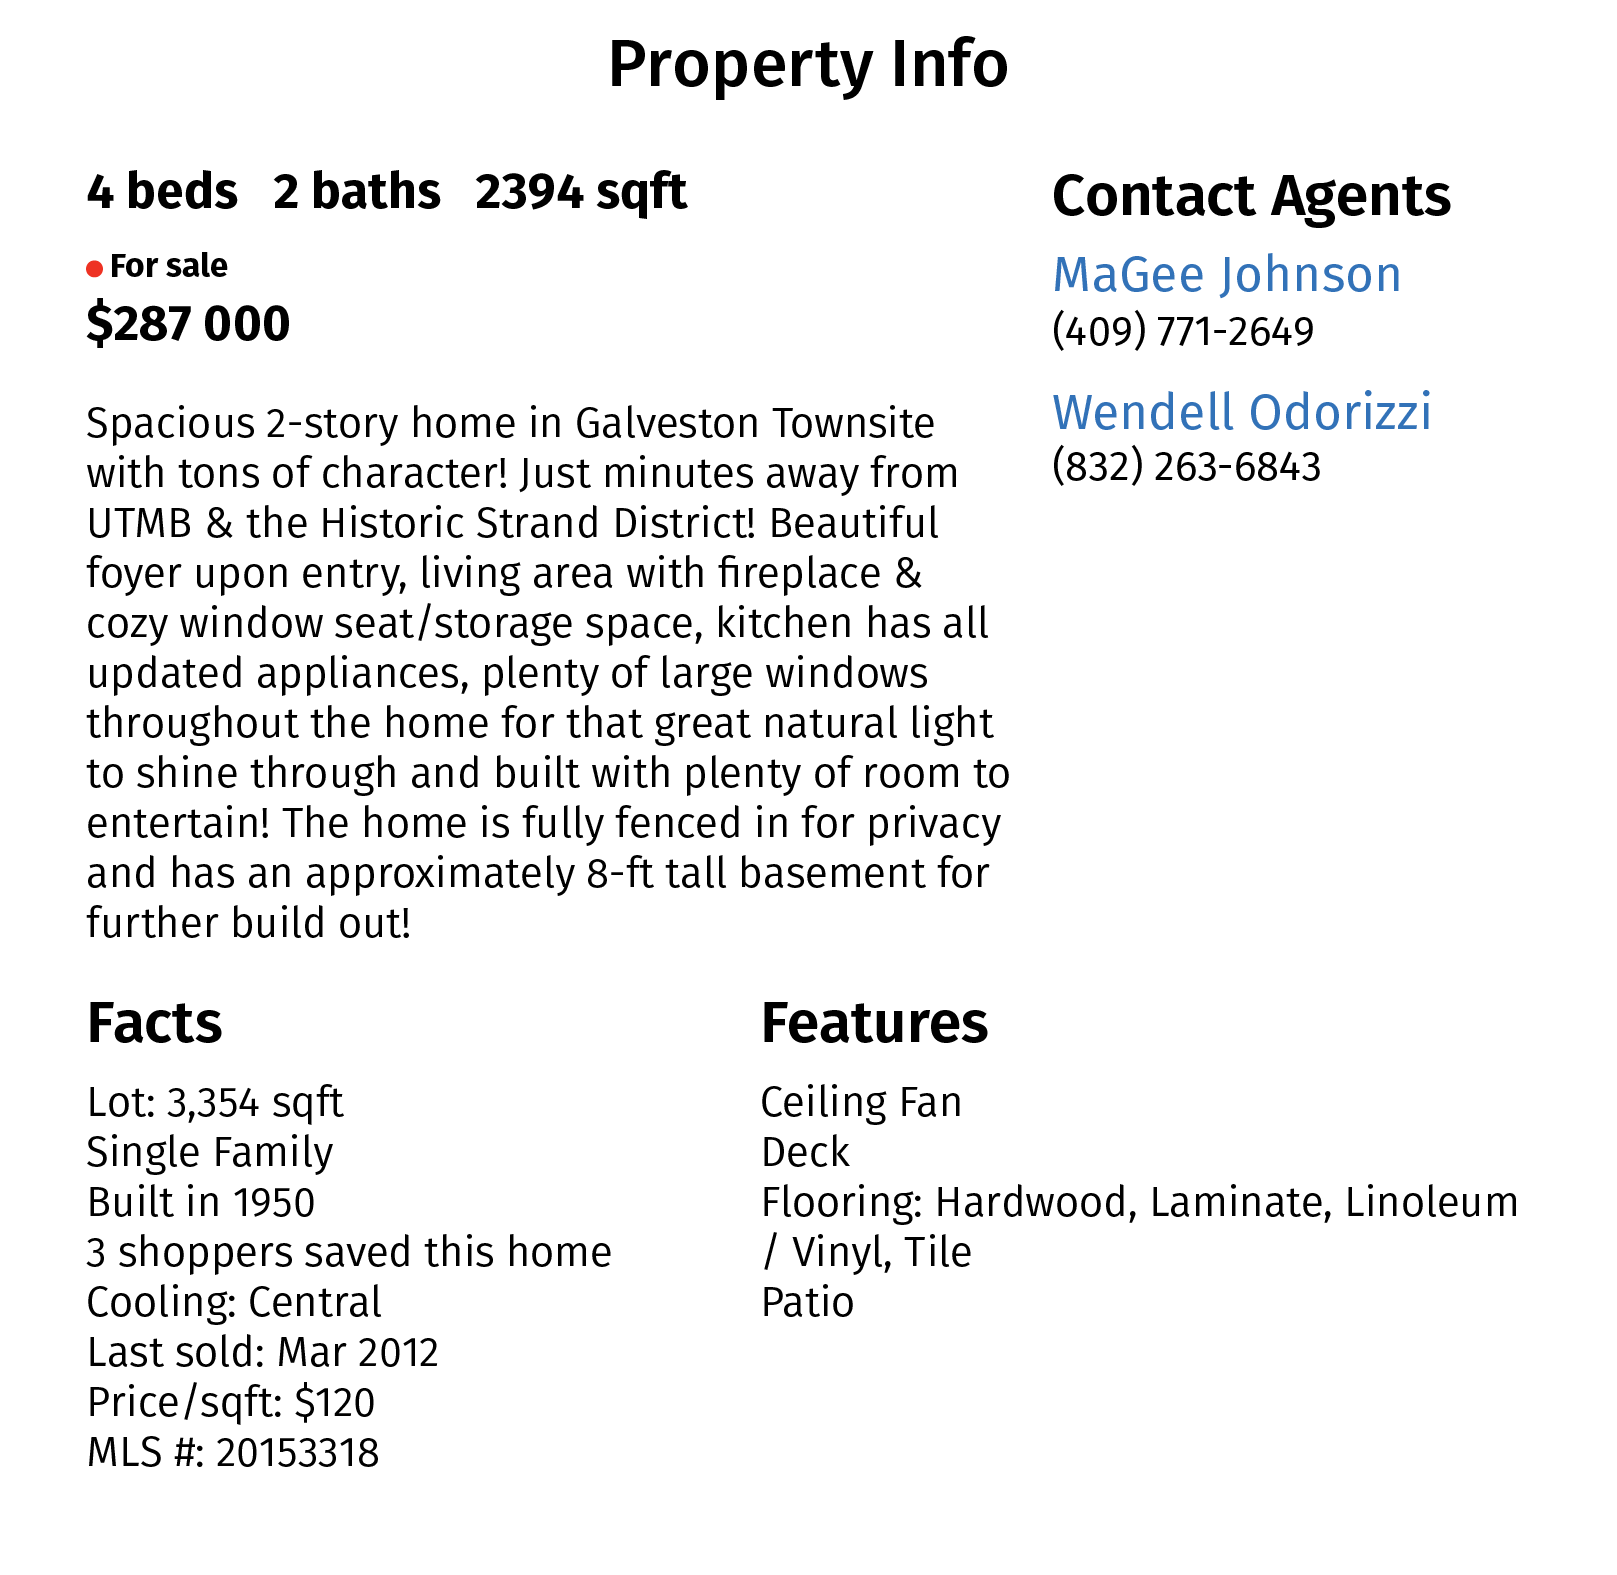 Property Info
4 beds 2 baths 2394 sqft
For sale
$287 000
Spacious 2-story home in Galveston Townsite
with tons of character! Just minutes away from
UTMB & the Historic Strand District! Beautiful
foyer upon entry, living area with fireplace &
cozy window seat/storage space, kitchen has all
updated appliances, plenty of large windows
throughout the home for that great natural light
to shine through and built with plenty of room to
entertain! The home is fully fenced in for privacy
and has an approximately 8-ft tall basement for
further build out!
Contact Agents
MaGee Johnson
(409) 771-2649
Wendell Odorizzi
(832) 263-6843
Facts
Lot: 3,354 sqft
Single Family
Built in 1950
3 shoppers saved this home
Cooling: Central
Last sold: Mar 2012
Price/sqft: $120
MLS #: 20153318
Features
Ceiling Fan
Deck
Flooring: Hardwood, Laminate, Linoleum
/ Vinyl, Tile
Patio